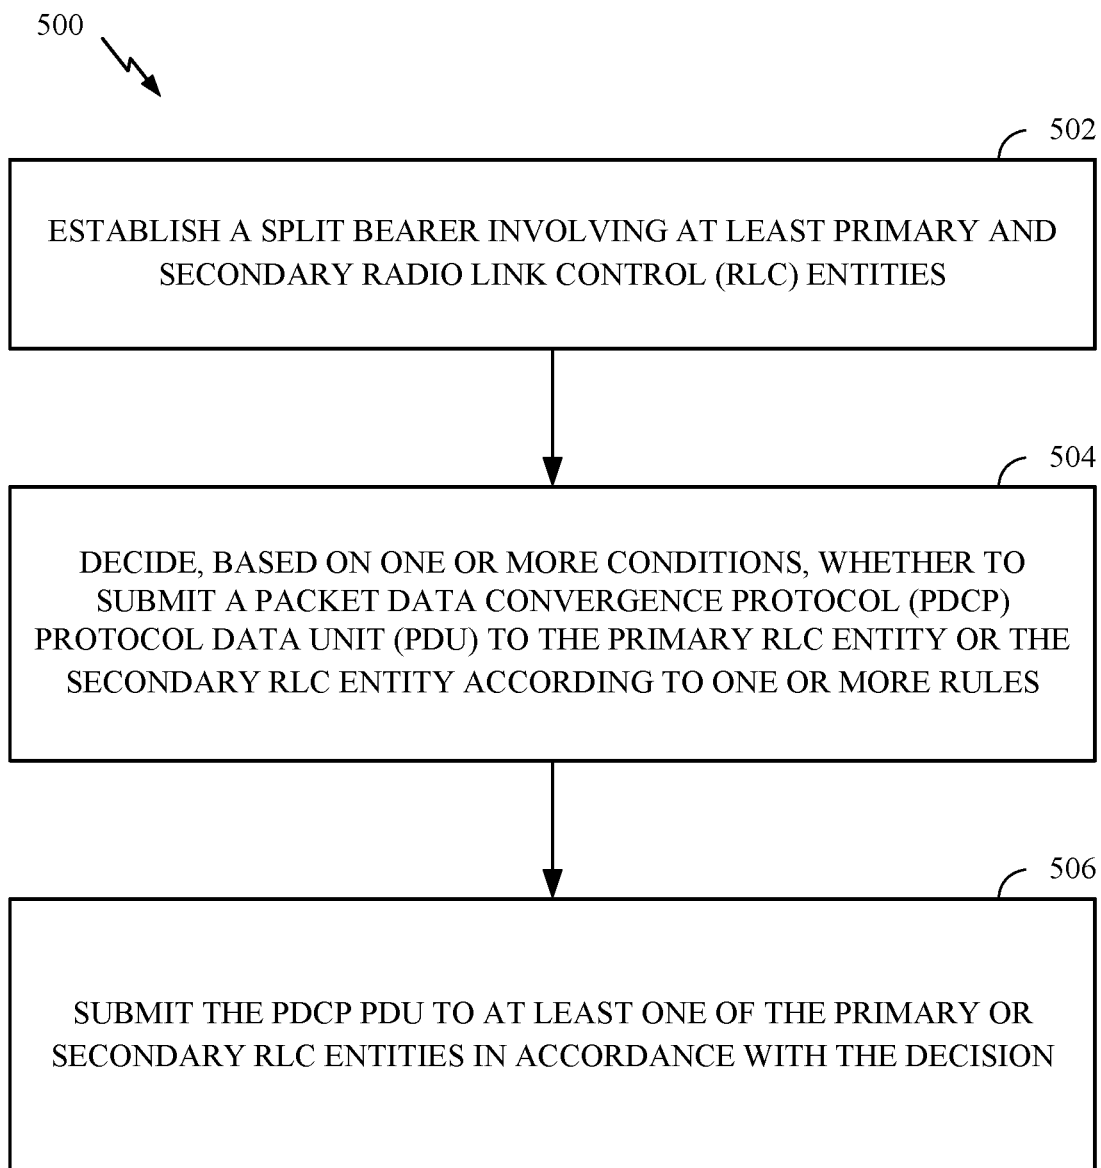 500
502
ESTABLISH A SPLIT BEARER INVOLVING AT LEAST PRIMARY AND
SECONDARY RADIO LINK CONTROL (RLC) ENTITIES
504
DECIDE, BASED ON ONE OR MORE CONDITIONS, WHETHER TO
SUBMIT A PACKET DATA CONVERGENCE PROTOCOL (PDCP)
PROTOCOL DATA UNIT (PDU) TO THE PRIMARY RLC ENTITY OR THE
SECONDARY RLC ENTITY ACCORDING TO ONE OR MORE RULES
506
SUBMIT THE PDCP PDU TO AT LEAST ONE OF THE PRIMARY OR
SECONDARY RLC ENTITIES IN ACCORDANCE WITH THE DECISION